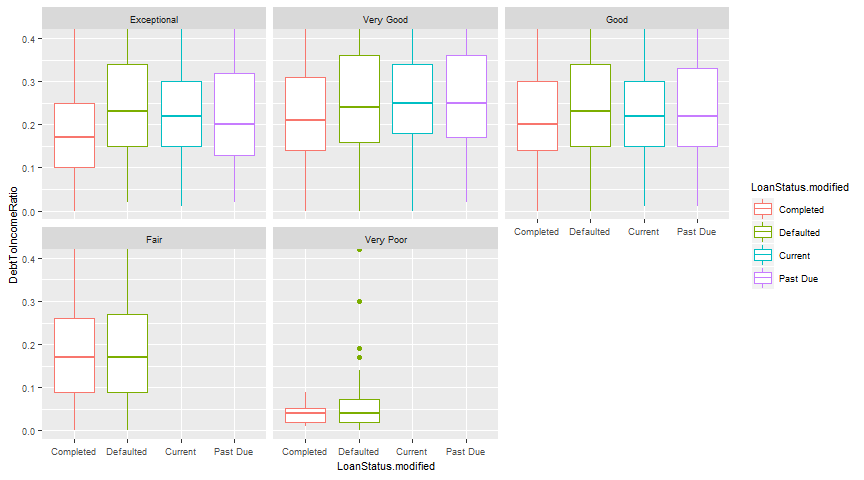 Exceptional Very Good Good
0.4
0.3
0.2
0.1
0.0
Completed Defaulted Current Past Due
Fair Very Poor
0.4
0.3
0.2
0.1
0.0
Completed Defaulted Current Past Due Completed Defaulted Current Past Due
LoanStatus.modified
DebtToIncomeRatio
LoanStatus.modified
Completed
Defaulted
Current
Past Due